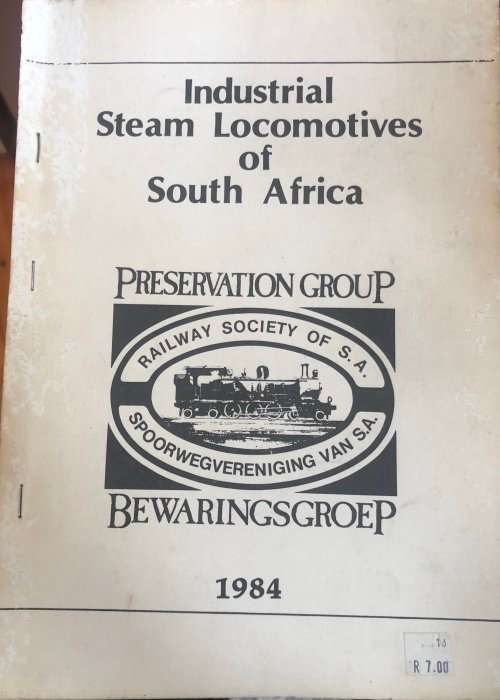 Industrial
Steam Locomotives
of
South Africa
PRESERVATION GROUP
RAILWAY SOCIETY OF S.A.
SPOORWEGVERENIGING VAN S.A.
BEWARINGSGROEP
1984
R 7.00